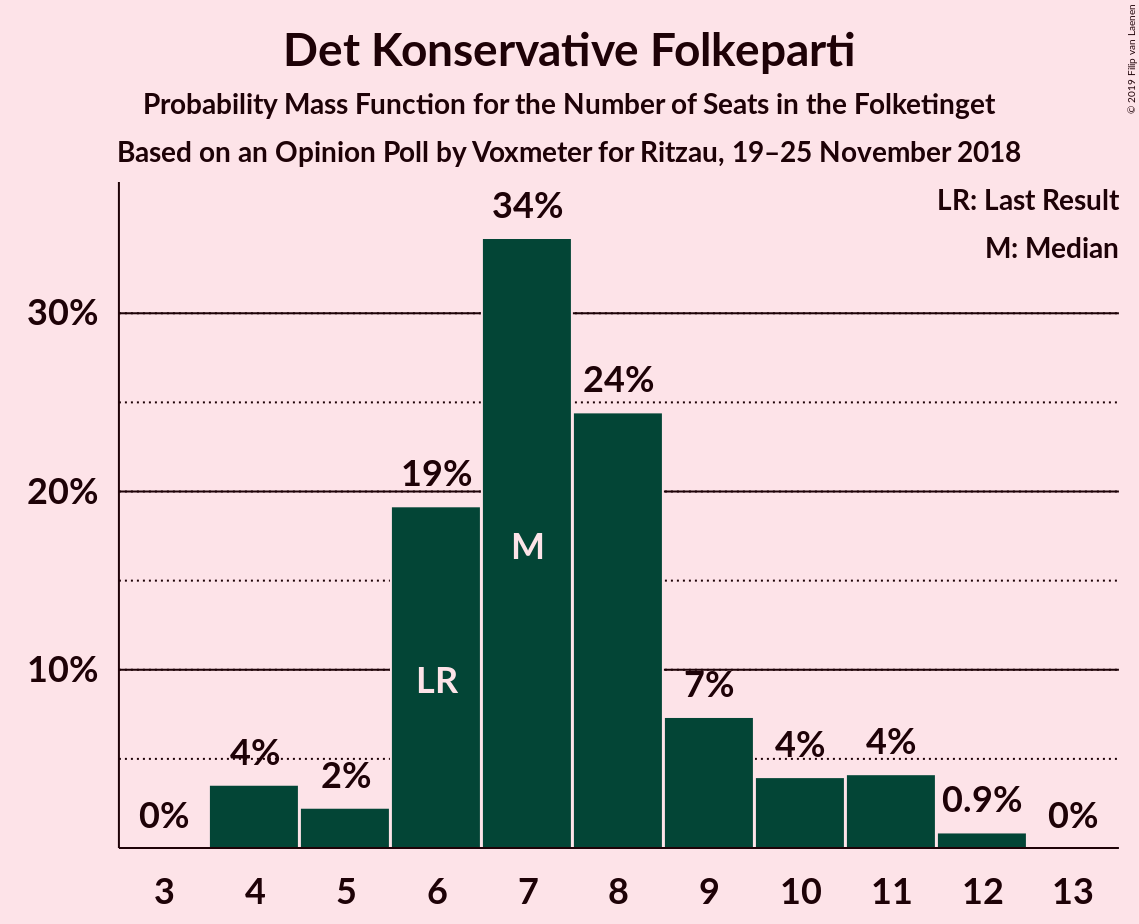 Det Konservative Folkeparti
Probability Mass Function for the Number of Seats in the Folketinget
Based on an Opinion Poll by Voxmeter for Ritzau, 19–25 November 2018
© 2019 Filip van Laenen
LR: Last Result
M: Median
30%
20%
10%
0%
4%
2%
19%
34%
24%
7%
4%
4%
0.9%
0%
LR
M
3 4 5 6 7 8 9 10 11 12 13